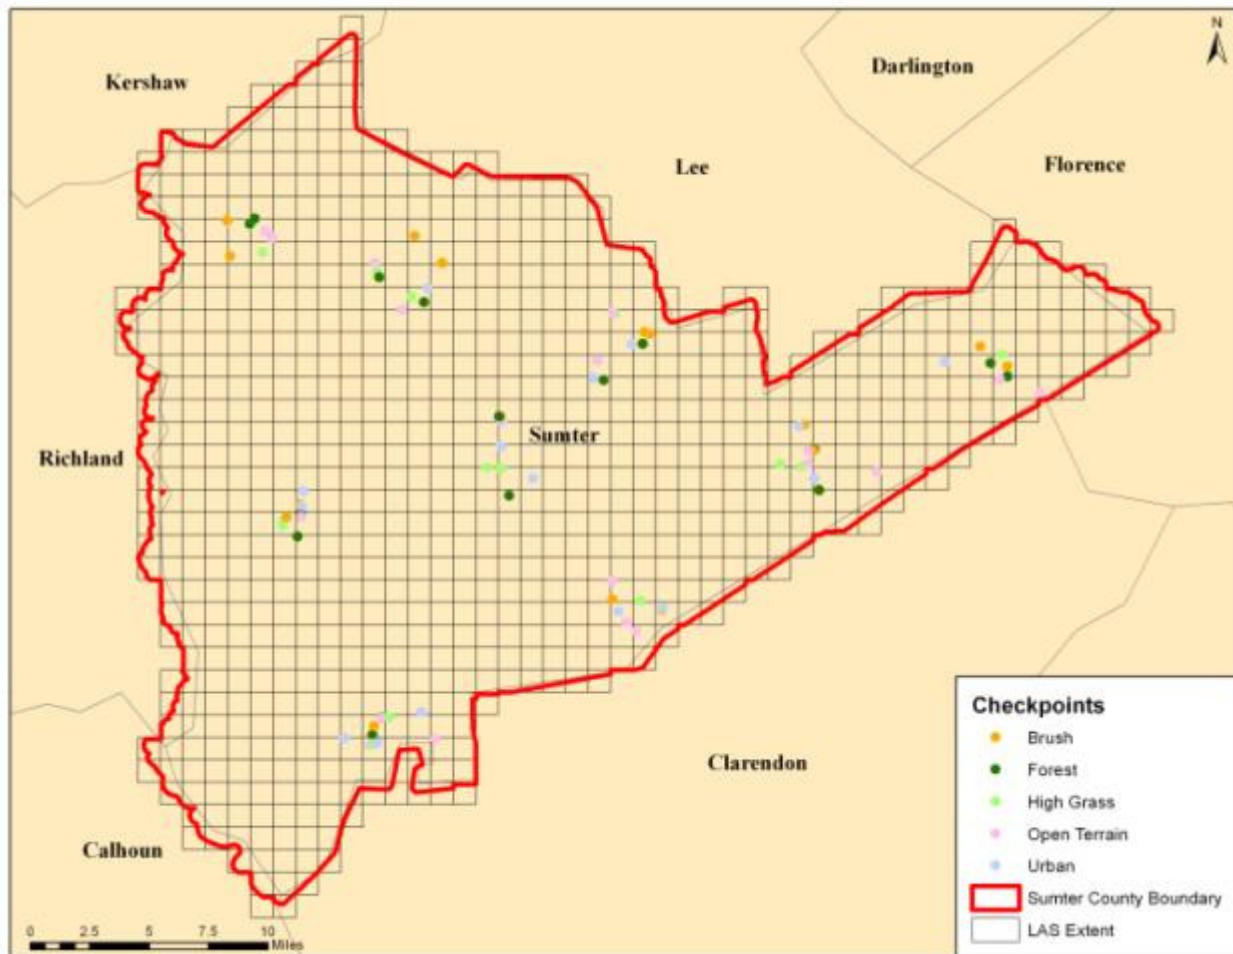 N
Kershaw
Darlington
Lee
Florence
Sumter
Richland
Clarendon
Calhoun
Checkpoints
Brush
Forest
High Grass
Open Terrain
Urban
Sumter County Boundary
LAS Extent
0 2.5 5 7.5 10
Miles